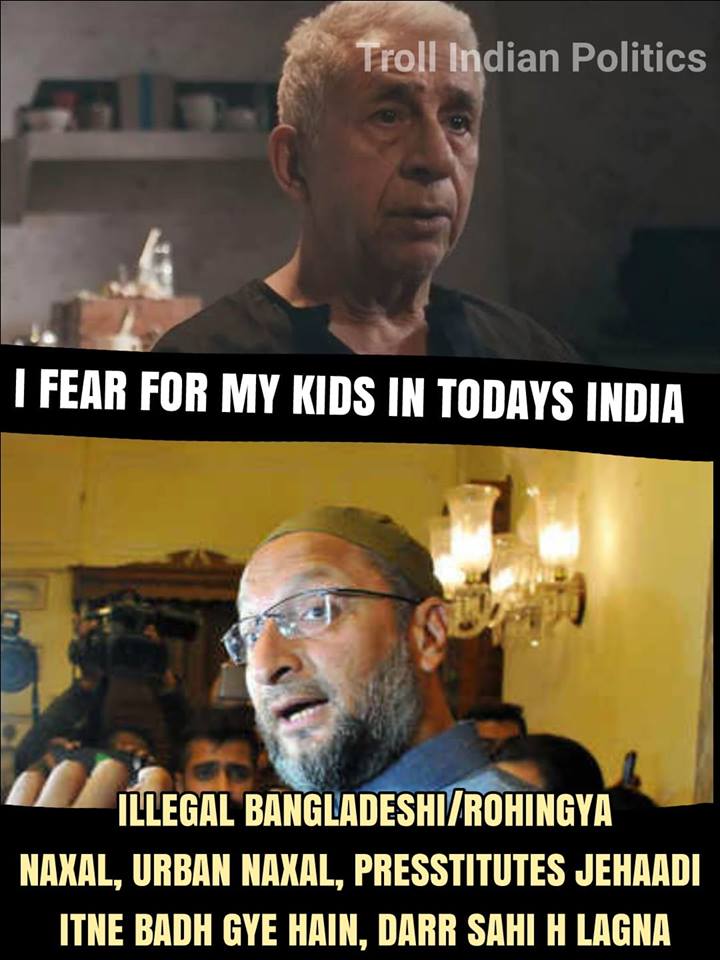 Troll Indian Politics
I FEAR FOR MY KIDS IN TODAYS INDIA
ILLEGAL BANGLADESHI/ROHINGYA
NAXAL, URBAN NAXAL, PRESSTITUTES JEHAADI
ITNE BADH GYE HAIN, DARR SAHI H LAGNA